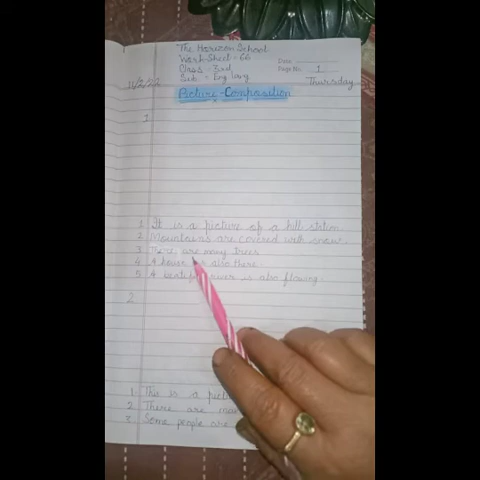 The Horizon School
Work-Sheet - 66
Class - 3rd
Sub - Eng
Date
Page No. 1
11/2/22
Thursday
Picture-Composition
1
1 It is a picture of a hill station.
2 Mountains are covered with snow.
3 There are many trees
4 A house is also there.
5 A beautiful river is also flowing.
2
1 This is a
2 There are
3 Some people are